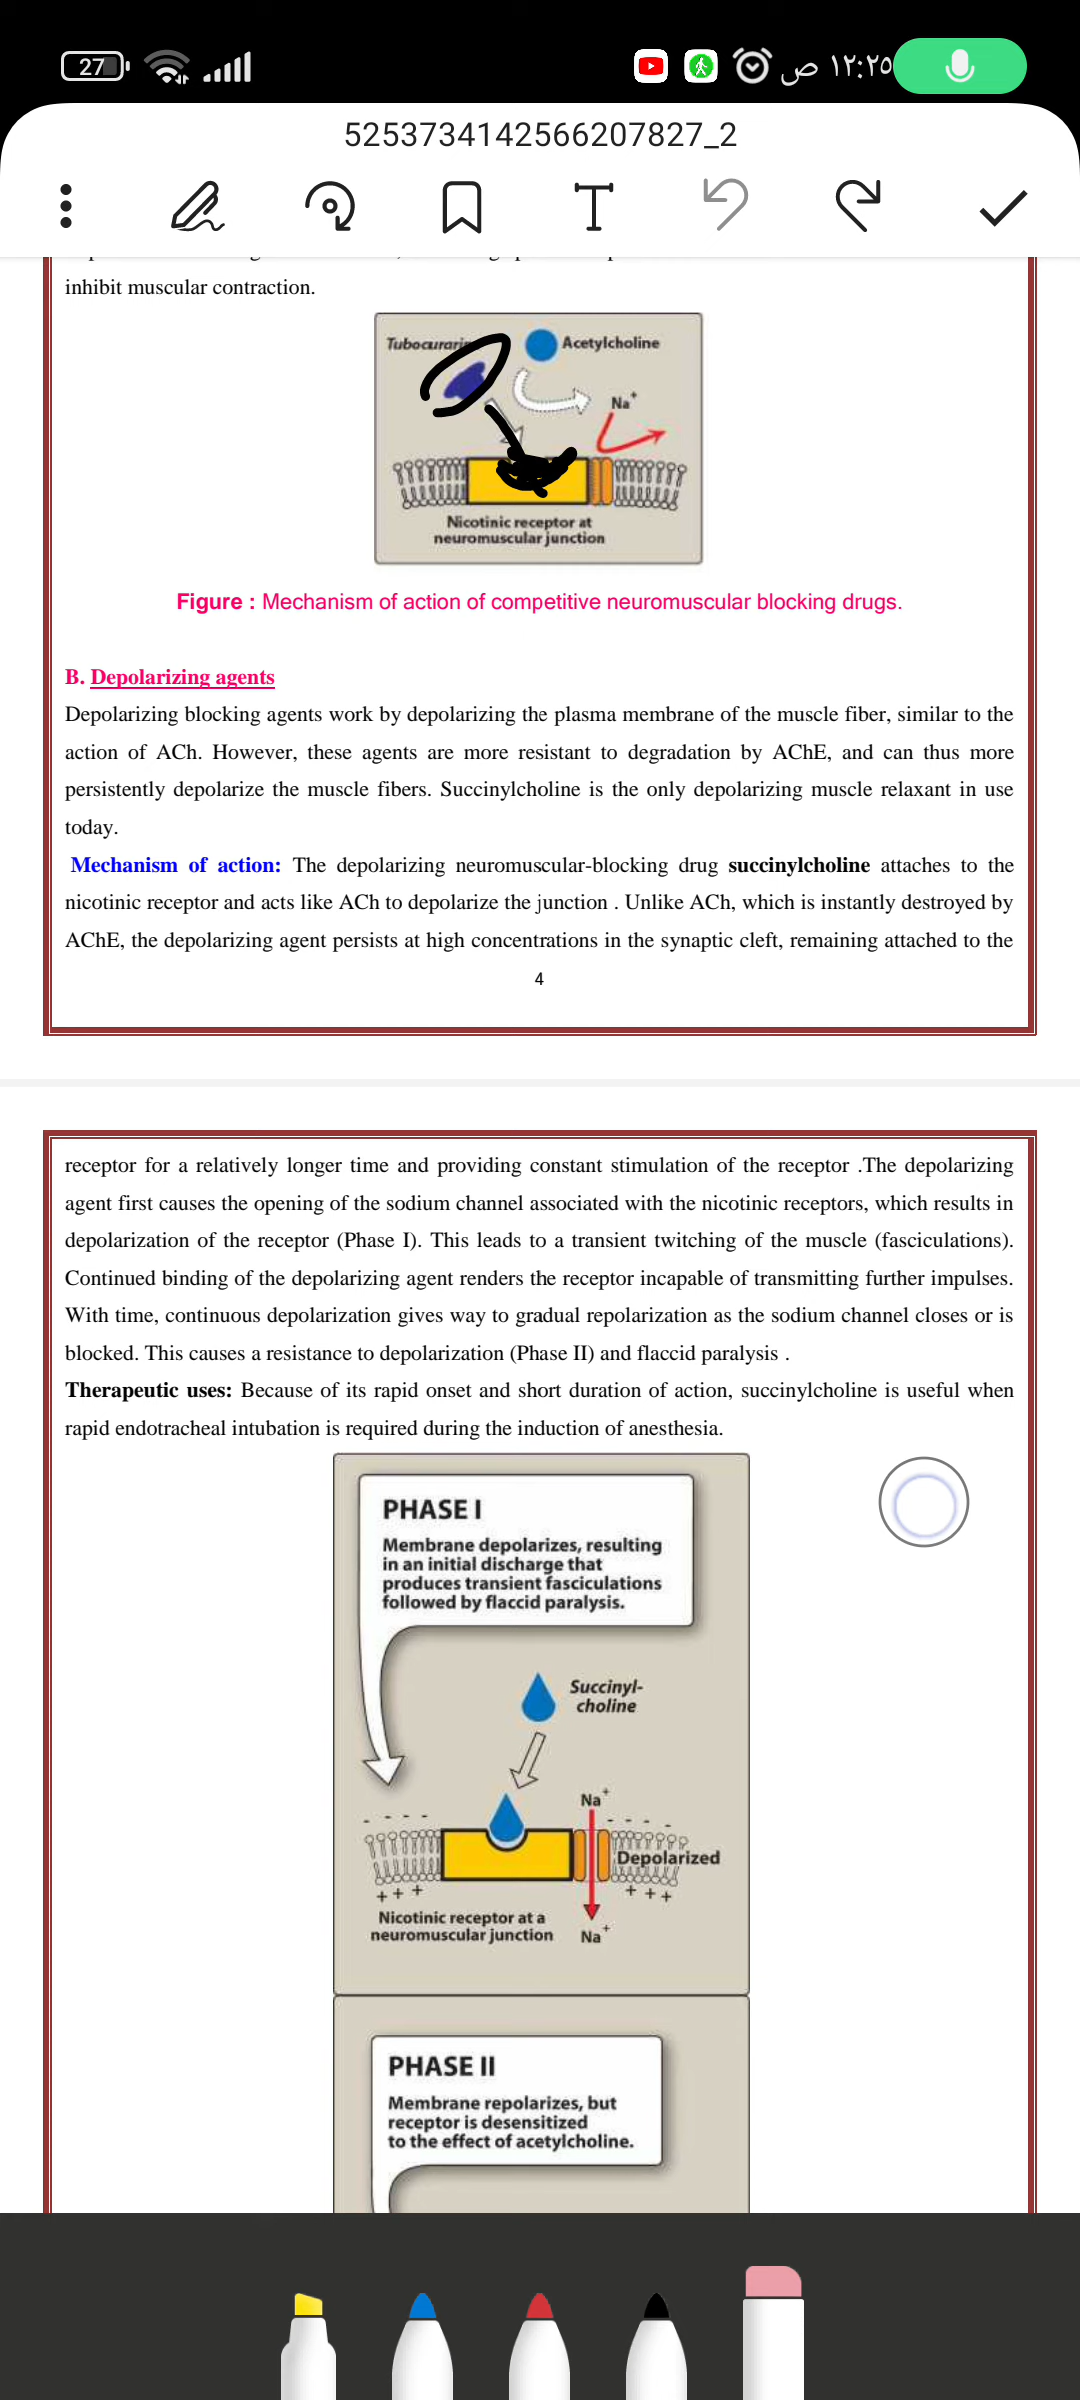 27
١٢:٢٥ ص
5253734142566207827_2
T
inhibit muscular contraction.
Acetylcholine
Na+
Nicotinic receptor at
neuromuscular junction
Figure : Mechanism of action of competitive neuromuscular blocking drugs.
B. Depolarizing agents
Depolarizing blocking agents work by depolarizing the plasma membrane of the muscle fiber, similar to the
action of ACh. However, these agents are more resistant to degradation by AChE, and can thus more
persistently depolarize the muscle fibers. Succinylcholine is the only depolarizing muscle relaxant in use
today.
Mechanism of action: The depolarizing neuromuscular-blocking drug succinylcholine attaches to the
nicotinic receptor and acts like ACh to depolarize the junction . Unlike ACh, which is instantly destroyed by
AChE, the depolarizing agent persists at high concentrations in the synaptic cleft, remaining attached to the
4
receptor for a relatively longer time and providing constant stimulation of the receptor .The depolarizing
agent first causes the opening of the sodium channel associated with the nicotinic receptors, which results in
depolarization of the receptor (Phase I). This leads to a transient twitching of the muscle (fasciculations).
Continued binding of the depolarizing agent renders the receptor incapable of transmitting further impulses.
With time, continuous depolarization gives way to gradual repolarization as the sodium channel closes or is
blocked. This causes a resistance to depolarization (Phase II) and flaccid paralysis .
Therapeutic uses: Because of its rapid onset and short duration of action, succinylcholine is useful when
rapid endotracheal intubation is required during the induction of anesthesia.
PHASE I
Membrane depolarizes, resulting
in an initial discharge that
produces transient fasciculations
followed by flaccid paralysis.
Succinyl-
choline
Na+
- - - -
- - - -
Depolarized
+ + +
+ + +
Nicotinic receptor at a
neuromuscular junction
Na+
PHASE II
Membrane repolarizes, but
receptor is desensitized
to the effect of acetylcholine.